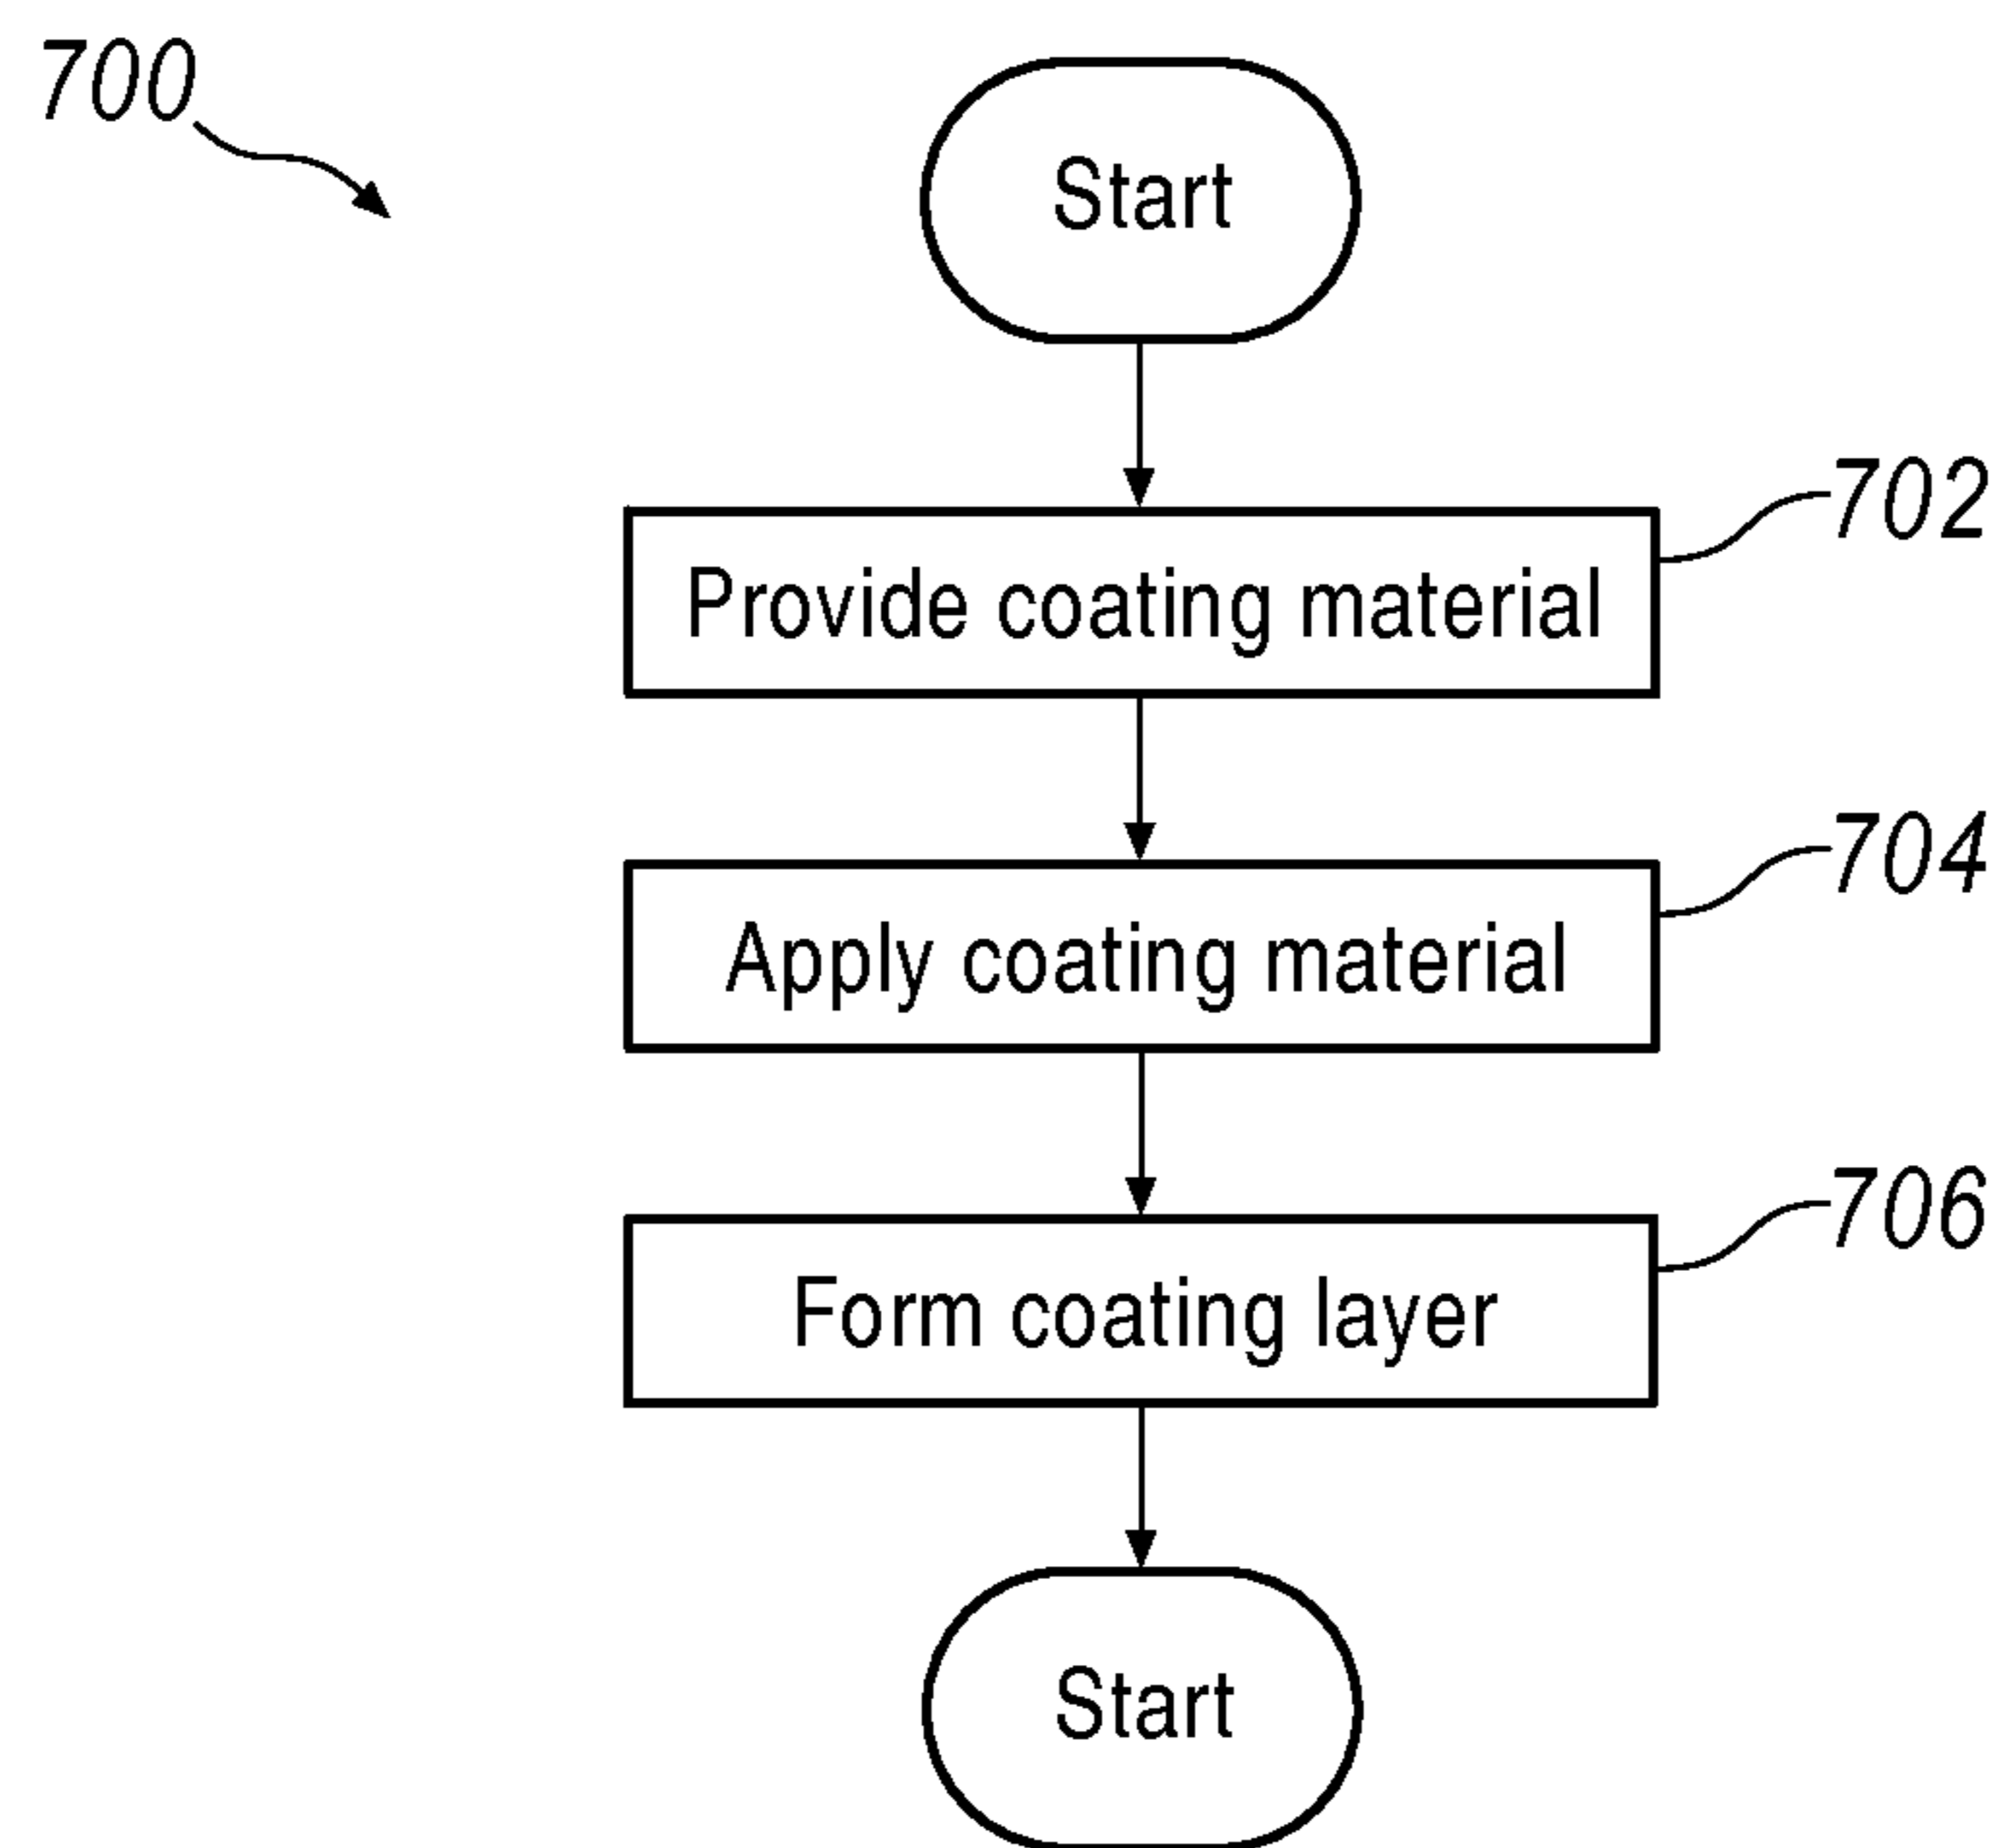 700
Start
Provide coating material
702
Apply coating material
704
Form coating layer
706
Start